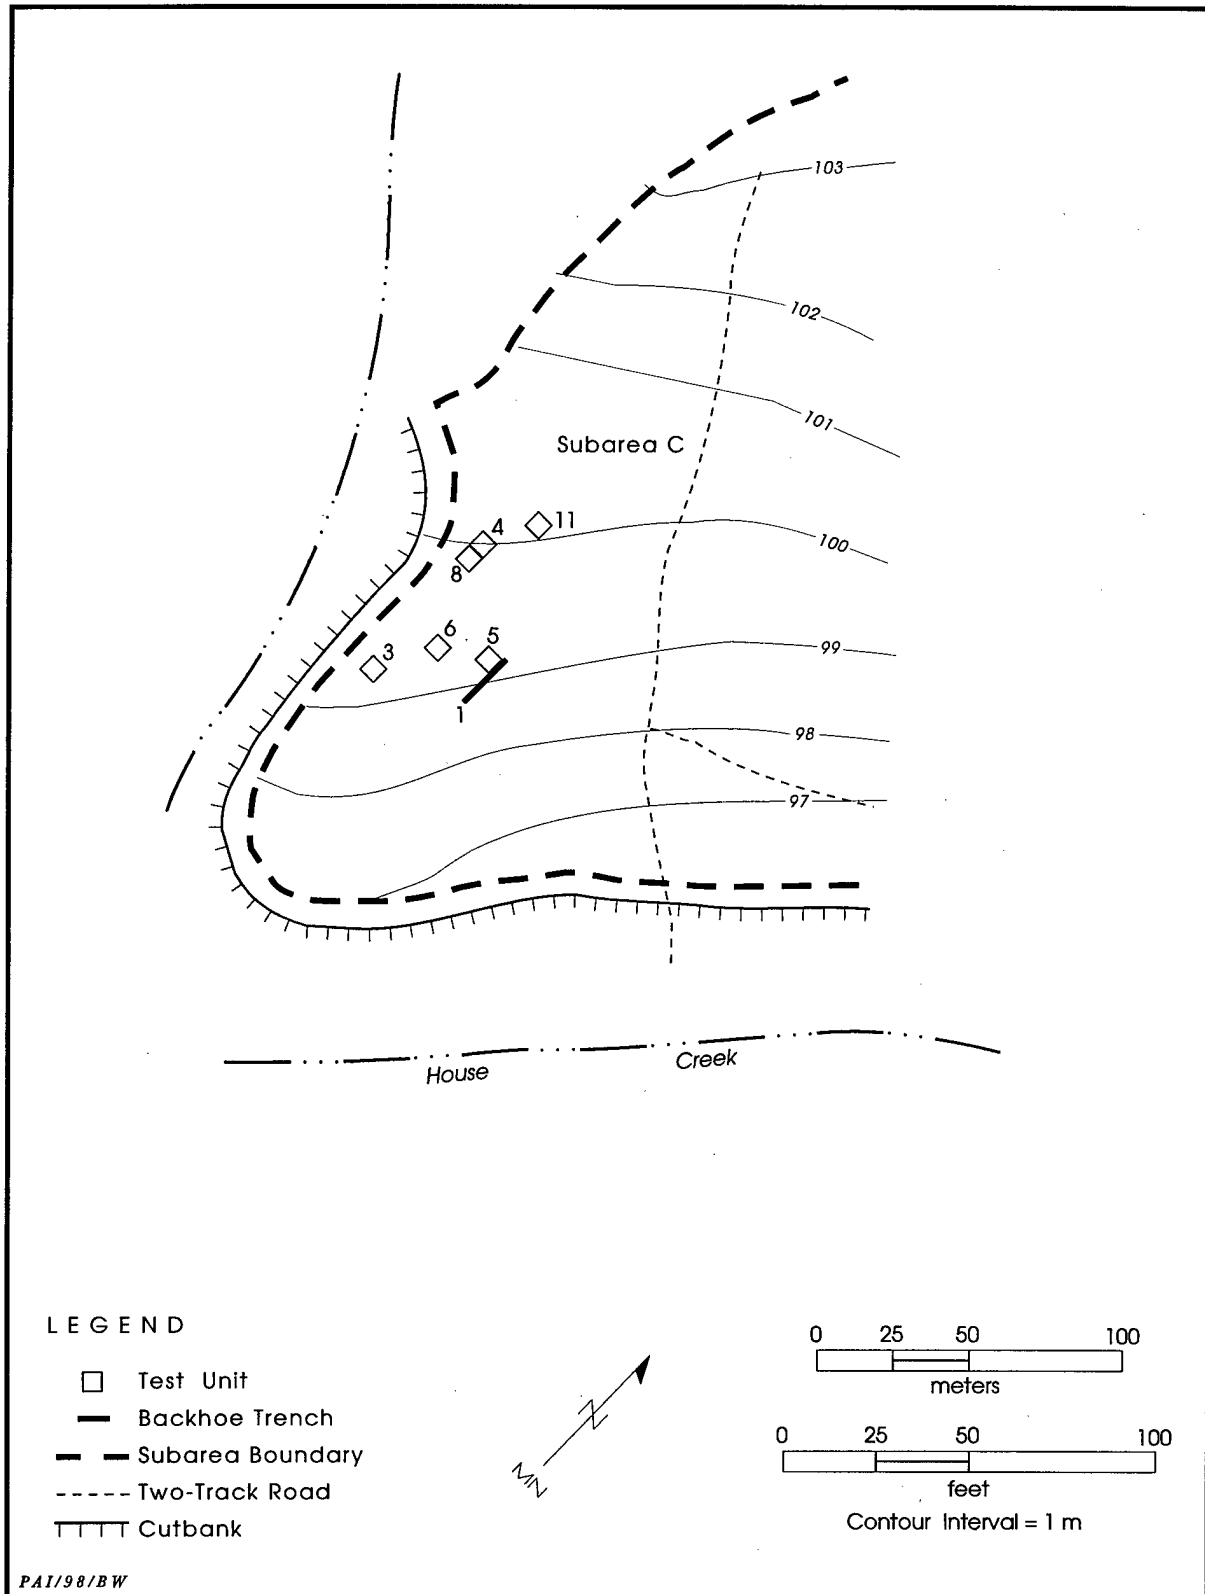 103
102
101
Subarea C
11
4
100
8
6
5
99
3
1
98
97
House Creek
LEGEND
Test Unit
Backhoe Trench
Subarea Boundary
Two-Track Road
Cutbank
N
MN
0 25 50 100
meters
0 25 50 100
feet
Contour Interval = 1 m
PAI/98/BW